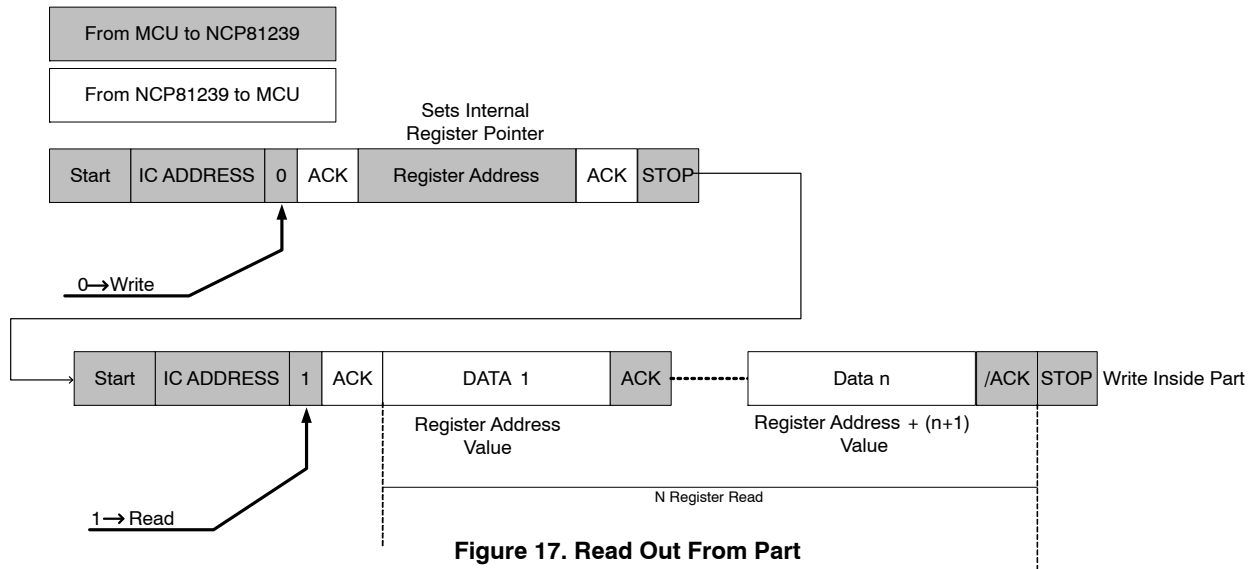 From MCU to NCP81239
From NCP81239 to MCU
Sets Internal
Register Pointer
Start IC ADDRESS 0 ACK Register Address ACK STOP
0→Write
Start IC ADDRESS 1 ACK DATA 1 ACK Data n /ACK STOP Write Inside Part
Register Address
Value
Register Address + (n+1)
Value
N Register Read
1→Read
Figure 17. Read Out From Part